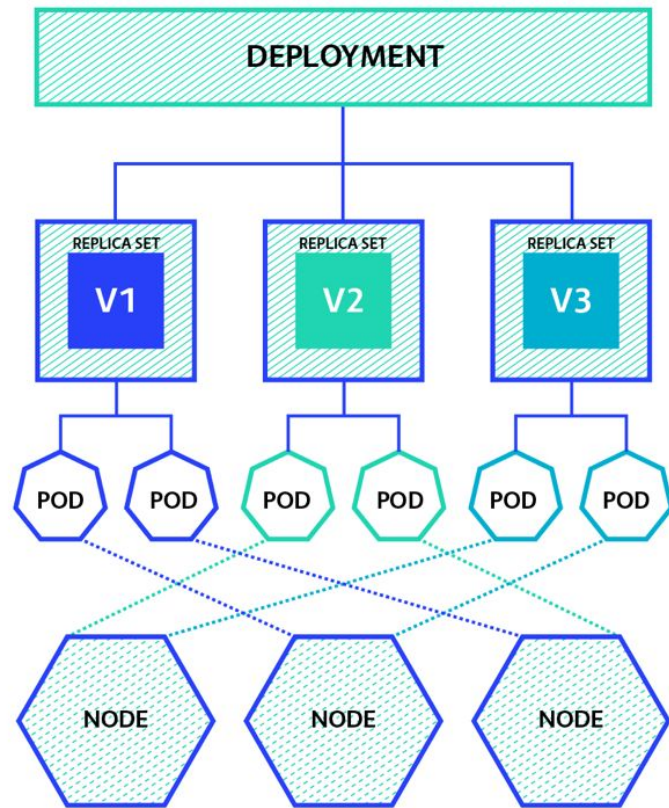 DEPLOYMENT
REPLICA SET
V1
REPLICA SET
V2
REPLICA SET
V3
POD
POD
POD
POD
POD
POD
NODE
NODE
NODE